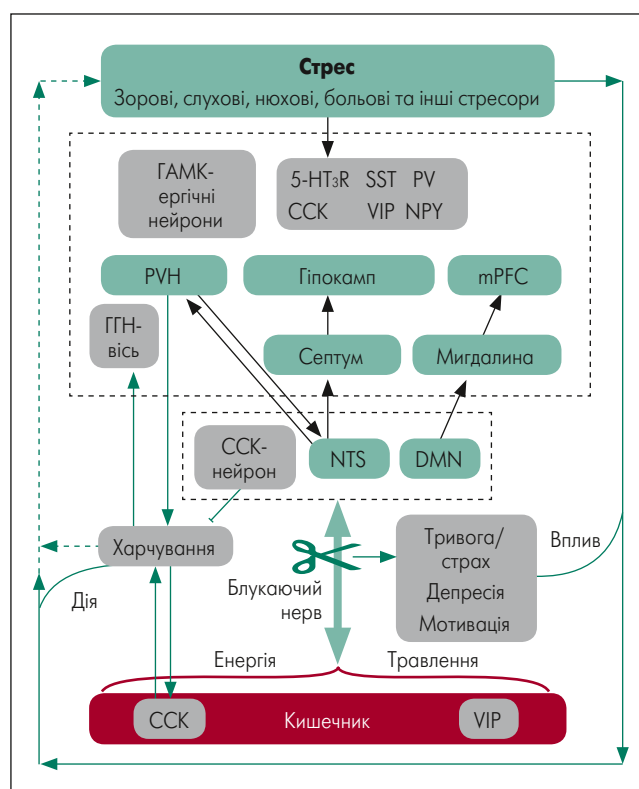 Стрес
Зорові, слухові, нюхові, больові та інші стресори
ГАМК-
ергічні
нейрони
5-HT₃R SST PV
CCK VIP NPY
PVH
Гіпокамп
mPFC
ГГН-
вісь
Септум
Мигдалина
ССК-
нейрон
NTS
DMN
Харчування
Тривога/
страх
Депресія
Мотивація
Вплив
Дія
Блукаючий
нерв
Енергія
Травлення
CCK
Кишечник
VIP